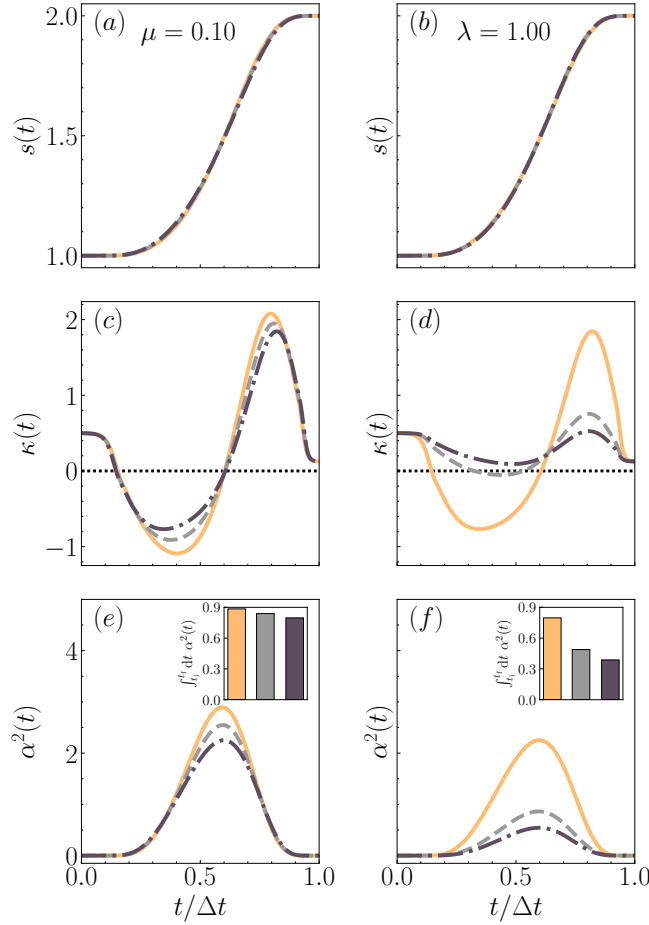 (a) μ = 0.10
(b) λ = 1.00
2.0
1.5
1.0
s(t)
s(t)
(c)
(d)
2
1
0
−1
κ(t)
κ(t)
(e)
(f)
0.9
0.6
0.3
0.0
∫_{t_i}^{t_f} dt α²(t)
0.9
0.6
0.3
0.0
∫_{t_i}^{t_f} dt α²(t)
4
2
0
α²(t)
α²(t)
0.0 0.5 1.0
0.0 0.5 1.0
t/Δt
t/Δt